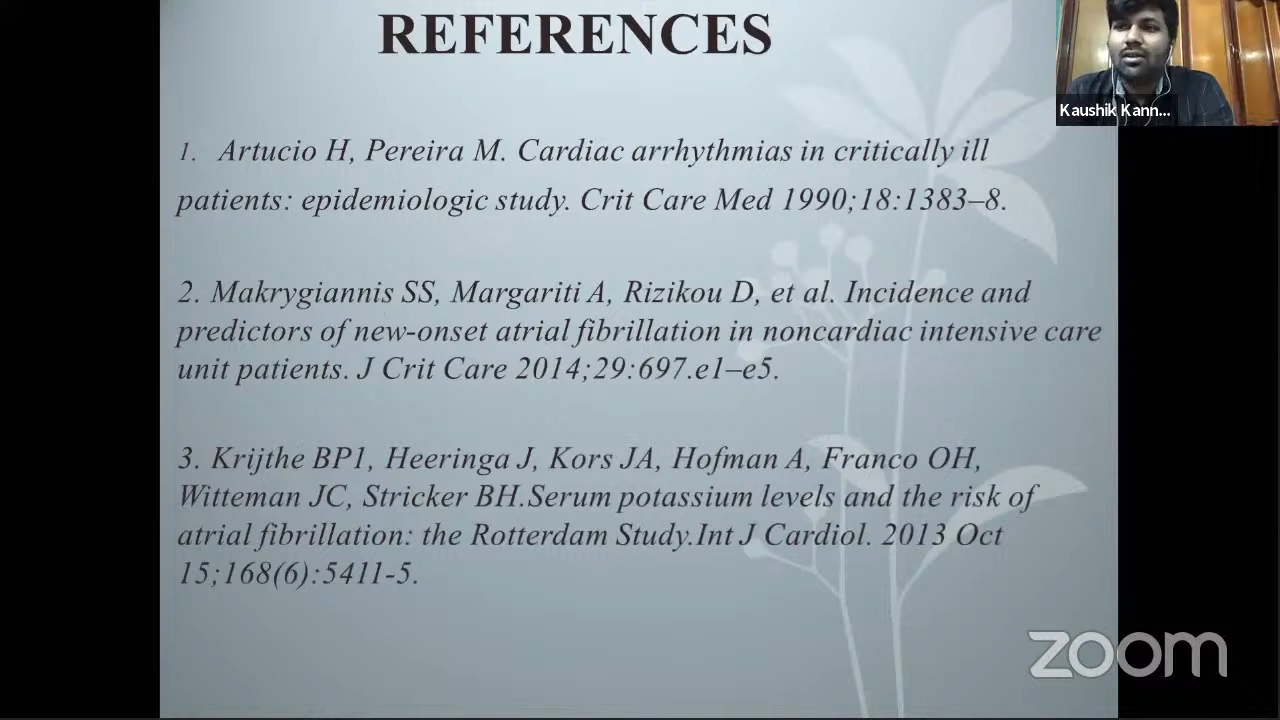 REFERENCES
Kaushik Kann...
1. Artucio H, Pereira M. Cardiac arrhythmias in critically ill
patients: epidemiologic study. Crit Care Med 1990;18:1383–8.
2. Makrygiannis SS, Margariti A, Rizikou D, et al. Incidence and
predictors of new-onset atrial fibrillation in noncardiac intensive care
unit patients. J Crit Care 2014;29:697.e1–e5.
3. Krijthe BP1, Heeringa J, Kors JA, Hofman A, Franco OH,
Witteman JC, Stricker BH.Serum potassium levels and the risk of
atrial fibrillation: the Rotterdam Study.Int J Cardiol. 2013 Oct
15;168(6):5411-5.
zoom